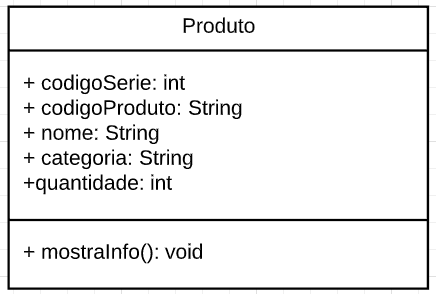 Produto
+ codigoSerie: int
+ codigoProduto: String
+ nome: String
+ categoria: String
+quantidade: int
+ mostraInfo(): void